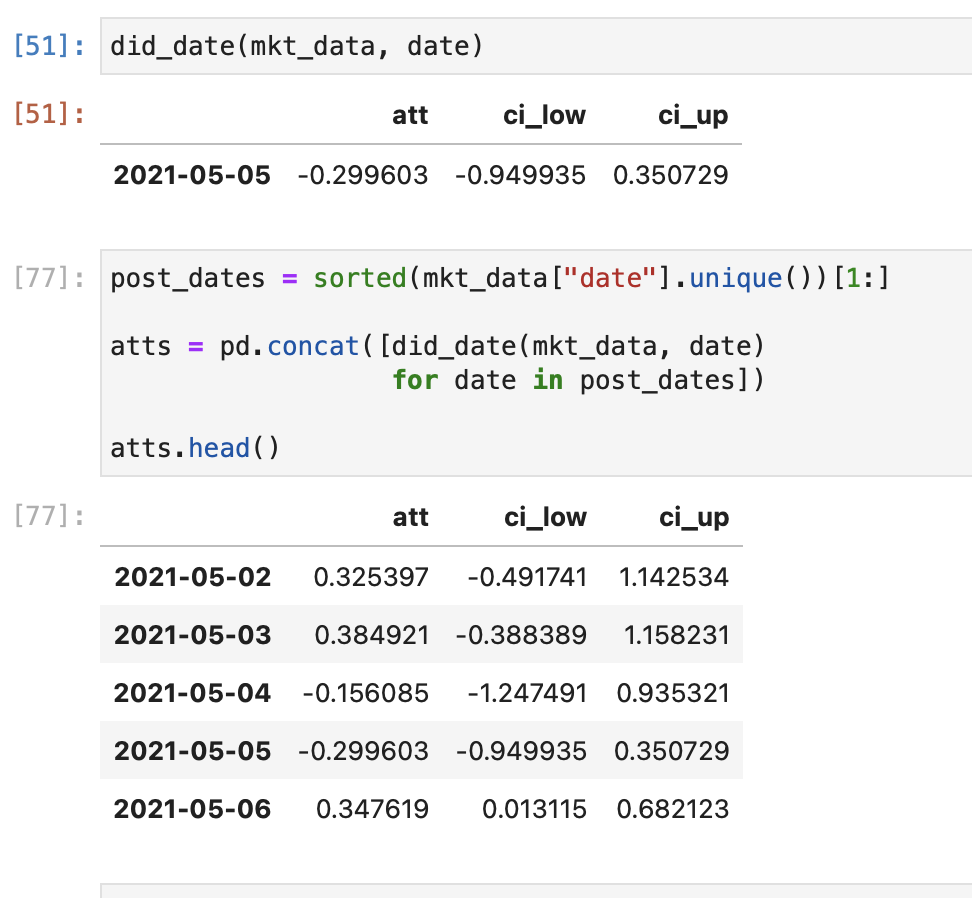 [51]: did_date(mkt_data, date)
[51]: att ci_low ci_up
2021-05-05 -0.299603 -0.949935 0.350729
[77]: post_dates = sorted(mkt_data["date"].unique())[1:]
atts = pd.concat([did_date(mkt_data, date)
for date in post_dates])
atts.head()
[77]: att ci_low ci_up
2021-05-02 0.325397 -0.491741 1.142534
2021-05-03 0.384921 -0.388389 1.158231
2021-05-04 -0.156085 -1.247491 0.935321
2021-05-05 -0.299603 -0.949935 0.350729
2021-05-06 0.347619 0.013115 0.682123